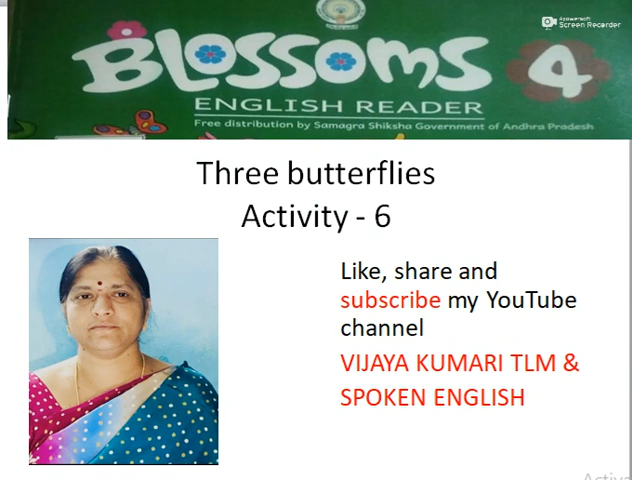 Apowersoft
Screen Recorder
BLOSSOMS 4
ENGLISH READER
Free distribution by Samagra Shiksha Government of Andhra Pradesh
Three butterflies
Activity - 6
Like, share and
subscribe my YouTube
channel
VIJAYA KUMARI TLM &
SPOKEN ENGLISH